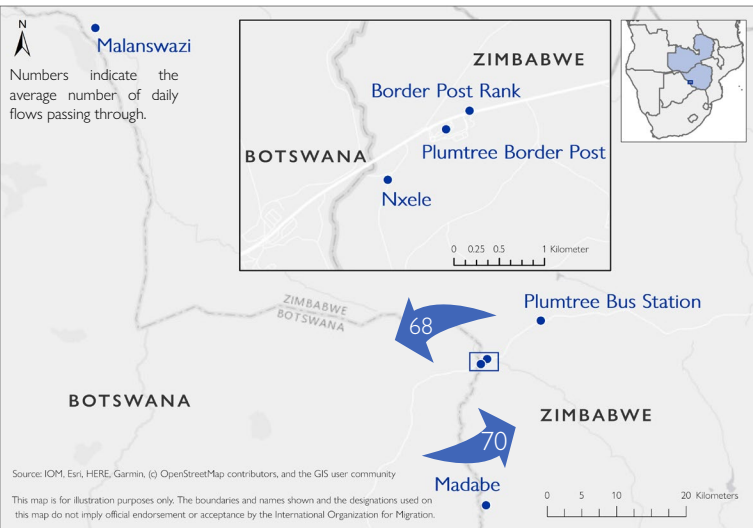 N
Malanswazi
Numbers indicate the
average number of daily
flows passing through.
ZIMBABWE
Border Post Rank
BOTSWANA
Plumtree Border Post
Nxele
0 0.25 0.5 1 Kilometer
ZIMBABWE
BOTSWANA
Plumtree Bus Station
68
BOTSWANA
ZIMBABWE
70
Source: IOM, Esri, HERE, Garmin, (c) OpenStreetMap contributors, and the GIS user community
Madabe
0 5 10 20 Kilometers
This map is for illustration purposes only. The boundaries and names shown and the designations used on
this map do not imply official endorsement or acceptance by the International Organization for Migration.